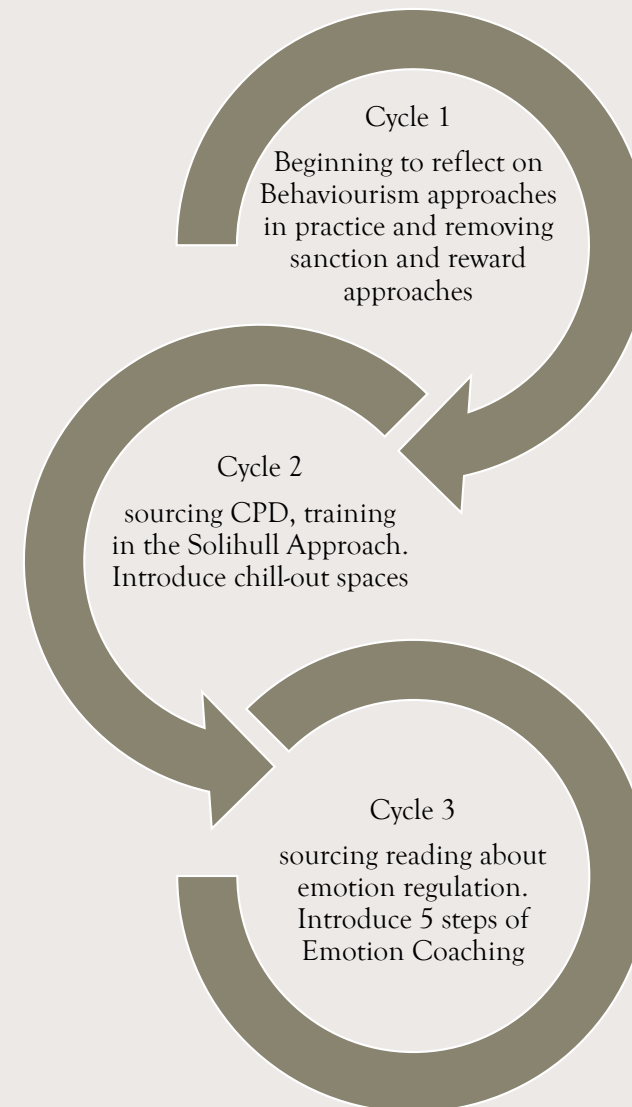 Cycle 1
Beginning to reflect on
Behaviourism approaches
in practice and removing
sanction and reward
approaches
Cycle 2
sourcing CPD, training
in the Solihull Approach.
Introduce chill-out spaces
Cycle 3
sourcing reading about
emotion regulation.
Introduce 5 steps of
Emotion Coaching